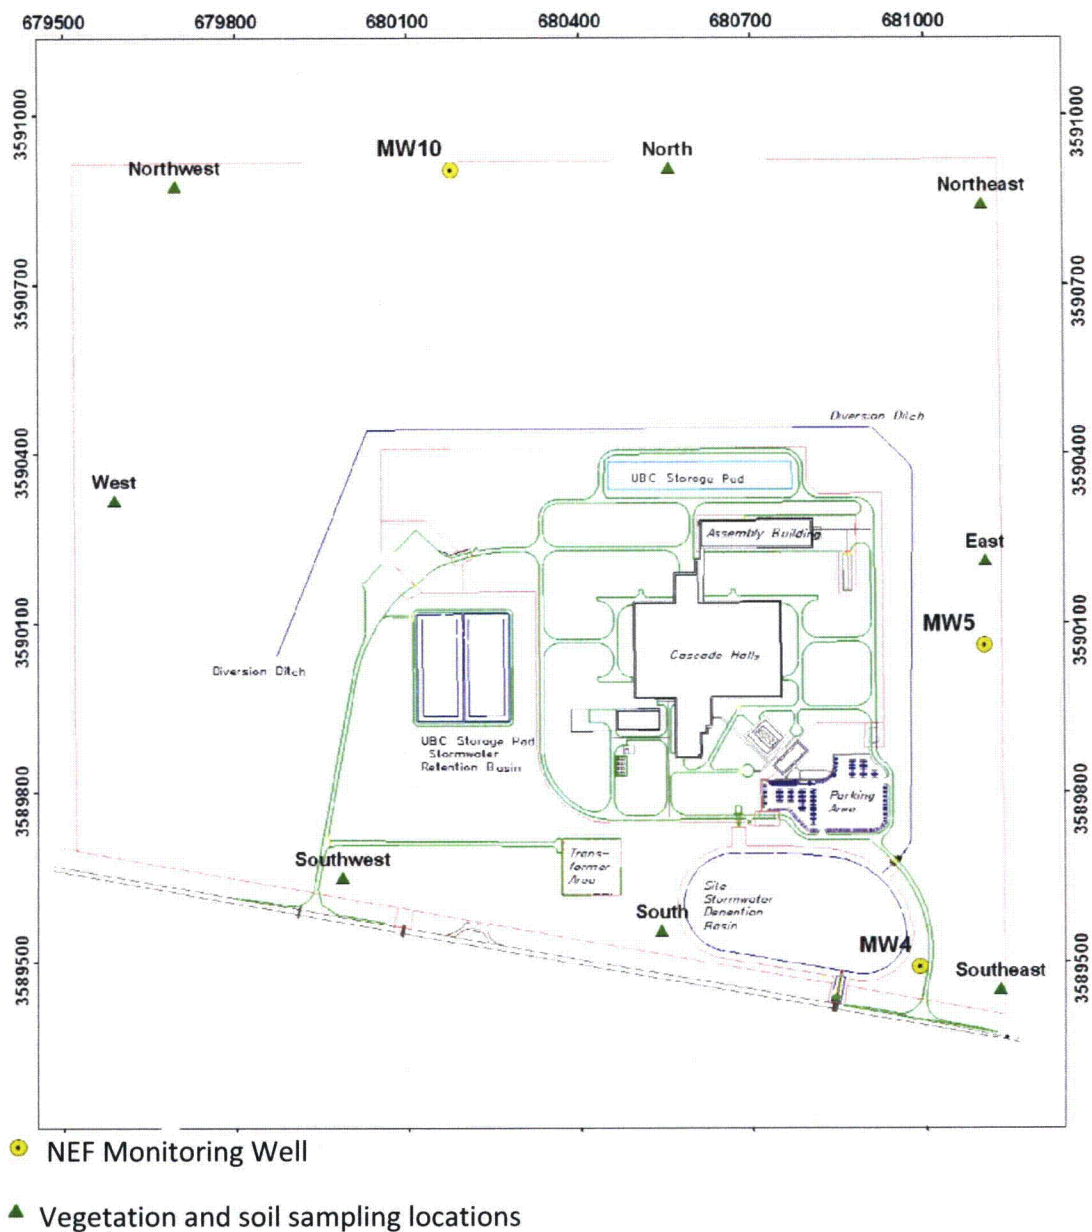 679500 679800 680100 680400 680700 681000
3591000
3591000
MW10
North
Northwest
Northeast
3590700
3590700
Diversion Ditch
3590400
3590400
West
UBC Storage Pad
Assembly Building
East
3590100
3590100
MW5
Cascade Halls
Diversion Ditch
UBC Storage Pad
Stormwater
Retention Basin
3589800
3589800
Parking
Area
Southwest
Trans-
former
Area
Site
Stormwater
Denention
Basin
South
MW4
3589500
3589500
Southeast
NEF Monitoring Well
Vegetation and soil sampling locations